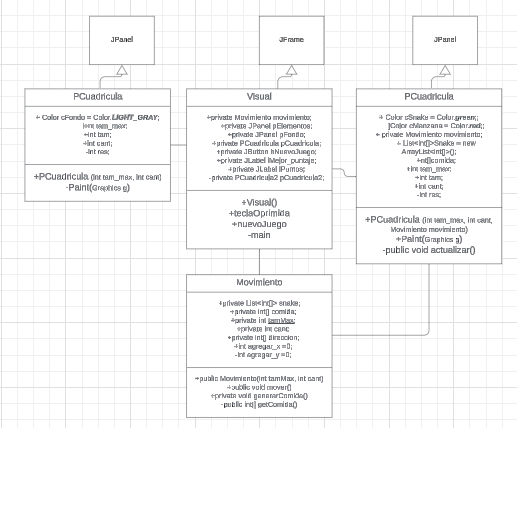 JPanel
JFrame
JPanel
PCuadricula
+ Color cFondo = Color.LIGHT_GRAY;
+int tam_max;
+int tam;
+int cant;
-int res;
+PCuadricula (int tam_max, int cant)
-Paint(Graphics g)
Visual
+private Movimiento movimiento;
+private JPanel pElementos;
+private JPanel pFondo;
+private PCuadricula pCuadricula;
+private JButton bNuevoJuego;
+private JLabel lMejor_puntaje;
+private JLabel lPuntos;
-private PCuadricula2 pCuadricula2;
+Visual()
+teclaOprimida
+nuevoJuego
-main
PCuadricula
+ Color cSnake = Color.green;
Color cManzana = Color.red;
+ private Movimiento movimiento;
+ List<int[]>Snake = new
ArrayList<int[]>();
+int[]comida;
+int tam_max;
+int tam;
+int cant;
-int res;
+PCuadricula (int tam_max, int cant,
Movimiento movimiento)
+Paint(Graphics g)
-public void actualizar()
Movimiento
+private List<int[]> snake;
+private int[] comida;
+private int tamMax;
+private int cant;
+private int[] direccion;
+int agregar_x =0;
-int agregar_y =0;
+public Movimiento(int tamMax, int cant)
+public void mover()
+private void generarComida()
-public int[] getComida()